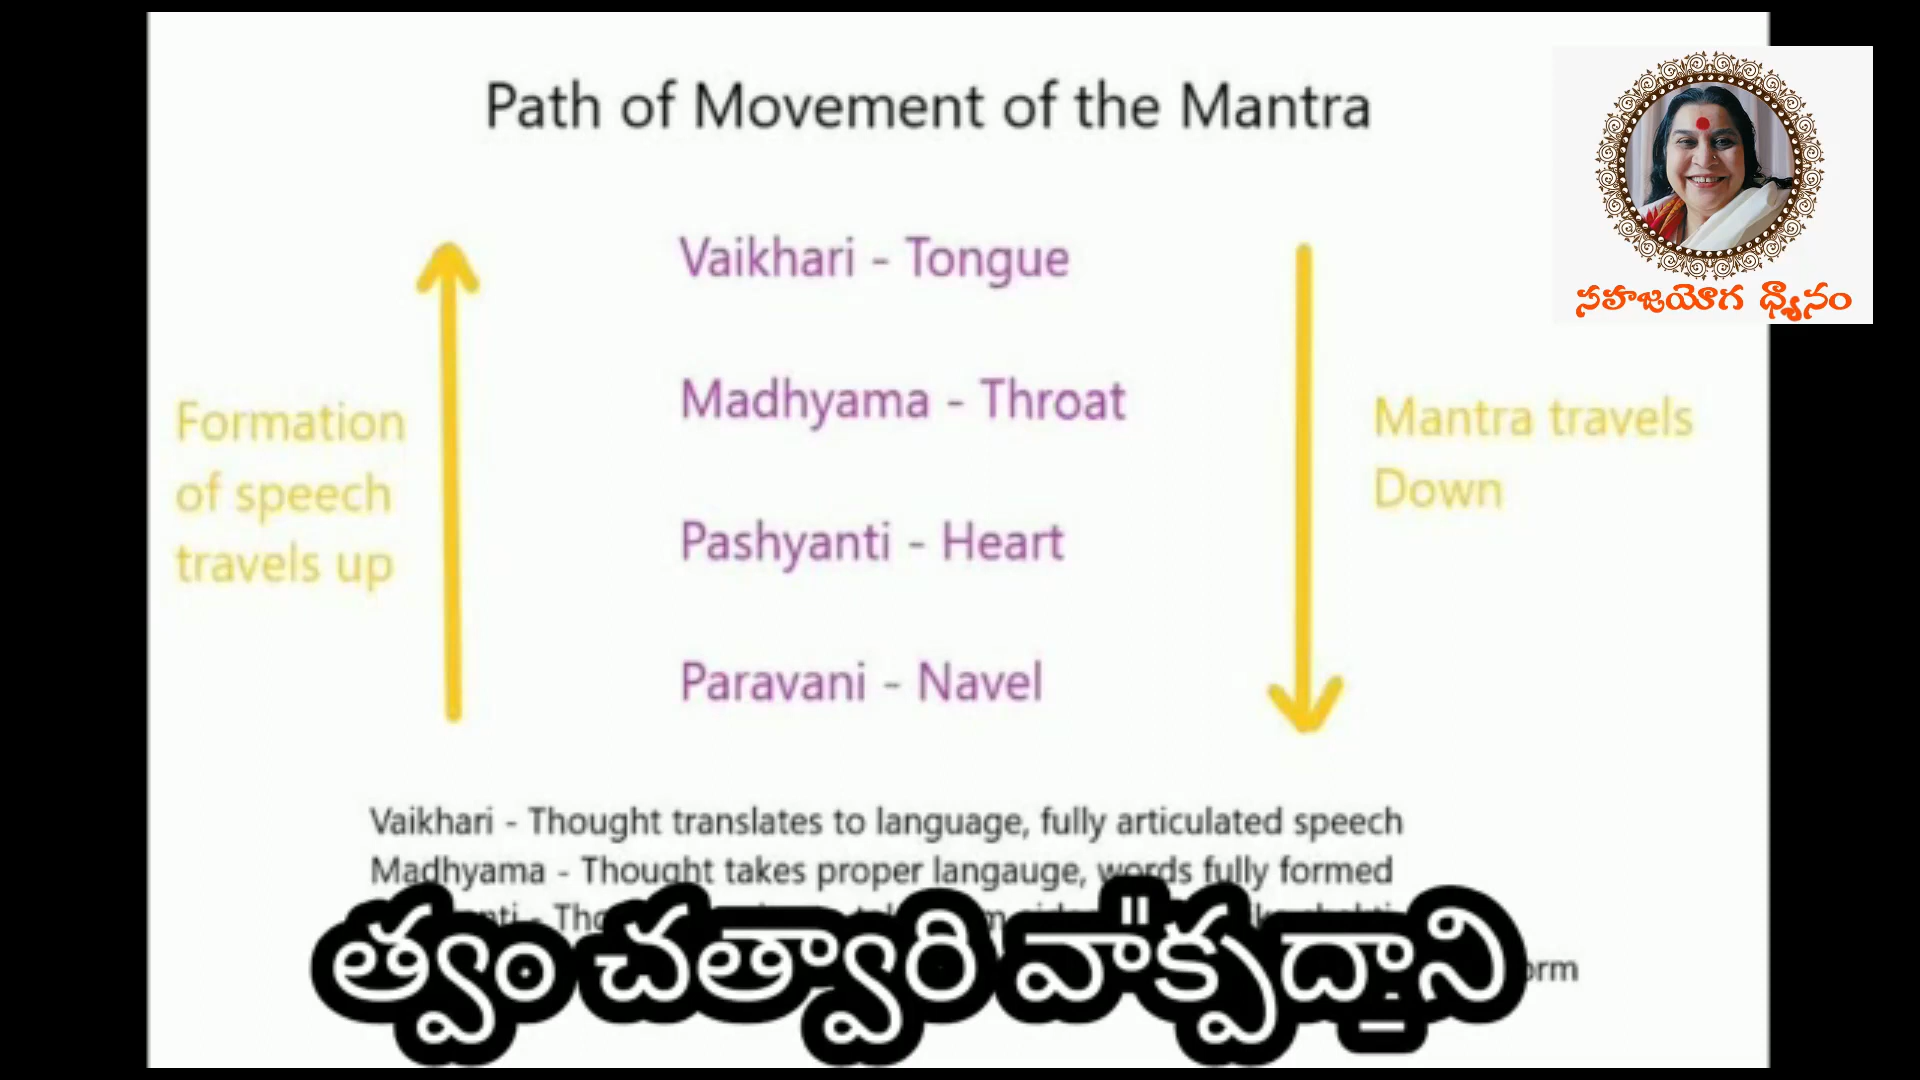 Path of Movement of the Mantra
సహజయోగ ధ్యానం
Vaikhari - Tongue
Madhyama - Throat
Pashyanti - Heart
Paravani - Navel
Formation
of speech
travels up
Mantra travels
Down
Vaikhari - Thought translates to language, fully articulated speech
Madhyama - Thought takes proper langauge, words fully formed
త్వం చత్వారి వా᳚క్పదా॒ని